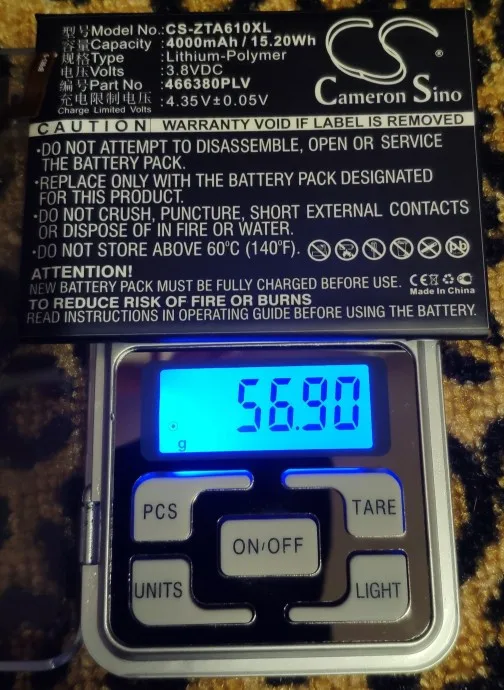 型号Model No.:CS-ZTA610XL
容量Capacity :4000mAh / 15.20Wh
规格Type :Lithium-Polymer
电压Volts :3.8VDC
编号Part No :466380PLV
充电限制电压 :4.35V±0.05V
Charge Limited Volts
CS®
Cameron Sino
CAUTION WARRANTY VOID IF LABEL IS REMOVED
•DO NOT ATTEMPT TO DISASSEMBLE, OPEN OR SERVICE
THE BATTERY PACK.
•REPLACE ONLY WITH THE BATTERY PACK DESIGNATED
FOR THIS PRODUCT.
•DO NOT CRUSH, PUNCTURE, SHORT EXTERNAL CONTACTS
OR DISPOSE OF IN FIRE OR WATER.
•DO NOT STORE ABOVE 60°C (140°F).
ATTENTION!
NEW BATTERY PACK MUST BE FULLY CHARGED BEFORE USE.
CE
Made In China
TO REDUCE RISK OF FIRE OR BURNS
READ INSTRUCTIONS IN OPERATING GUIDE BEFORE USING THE BATTERY.
56.90
g
PCS
TARE
ON/OFF
UNITS
LIGHT